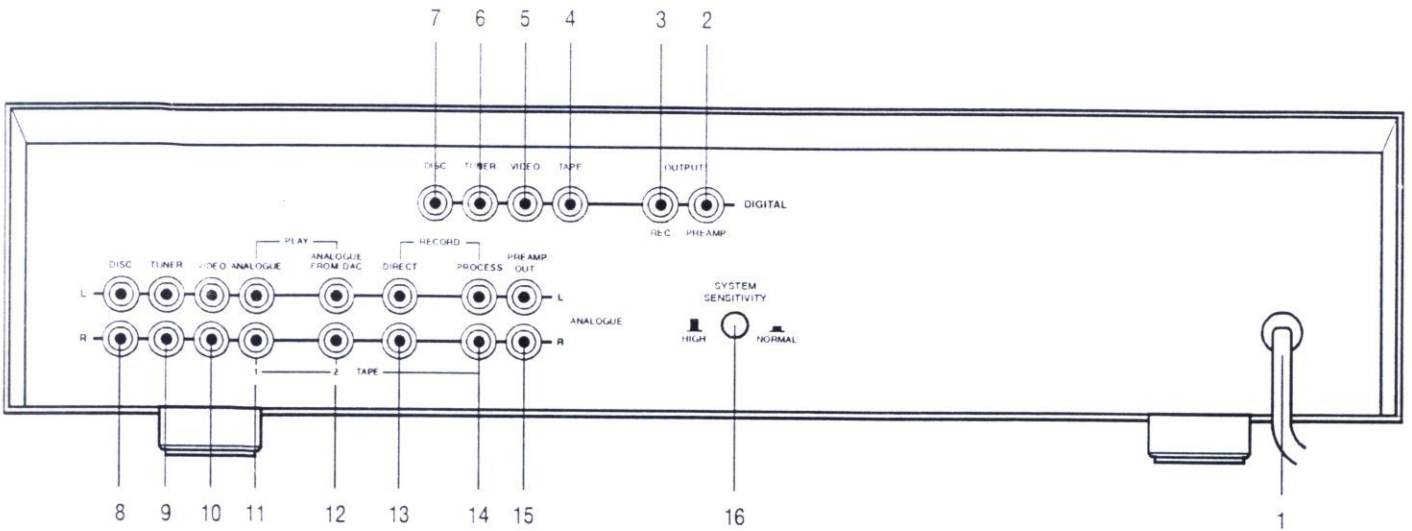 7 6 5 4 3 2
DISC TUNER VIDEO TAPE OUTPUT
DIGITAL
REC PREAMP
PLAY RECORD
DISC TUNER VIDEO ANALOGUE ANALOGUE FROM DAC DIRECT PROCESS PREAMP OUT
L L
ANALOGUE
R R
1 2 TAPE
SYSTEM
SENSITIVITY
HIGH NORMAL
8 9 10 11 12 13 14 15 16 1